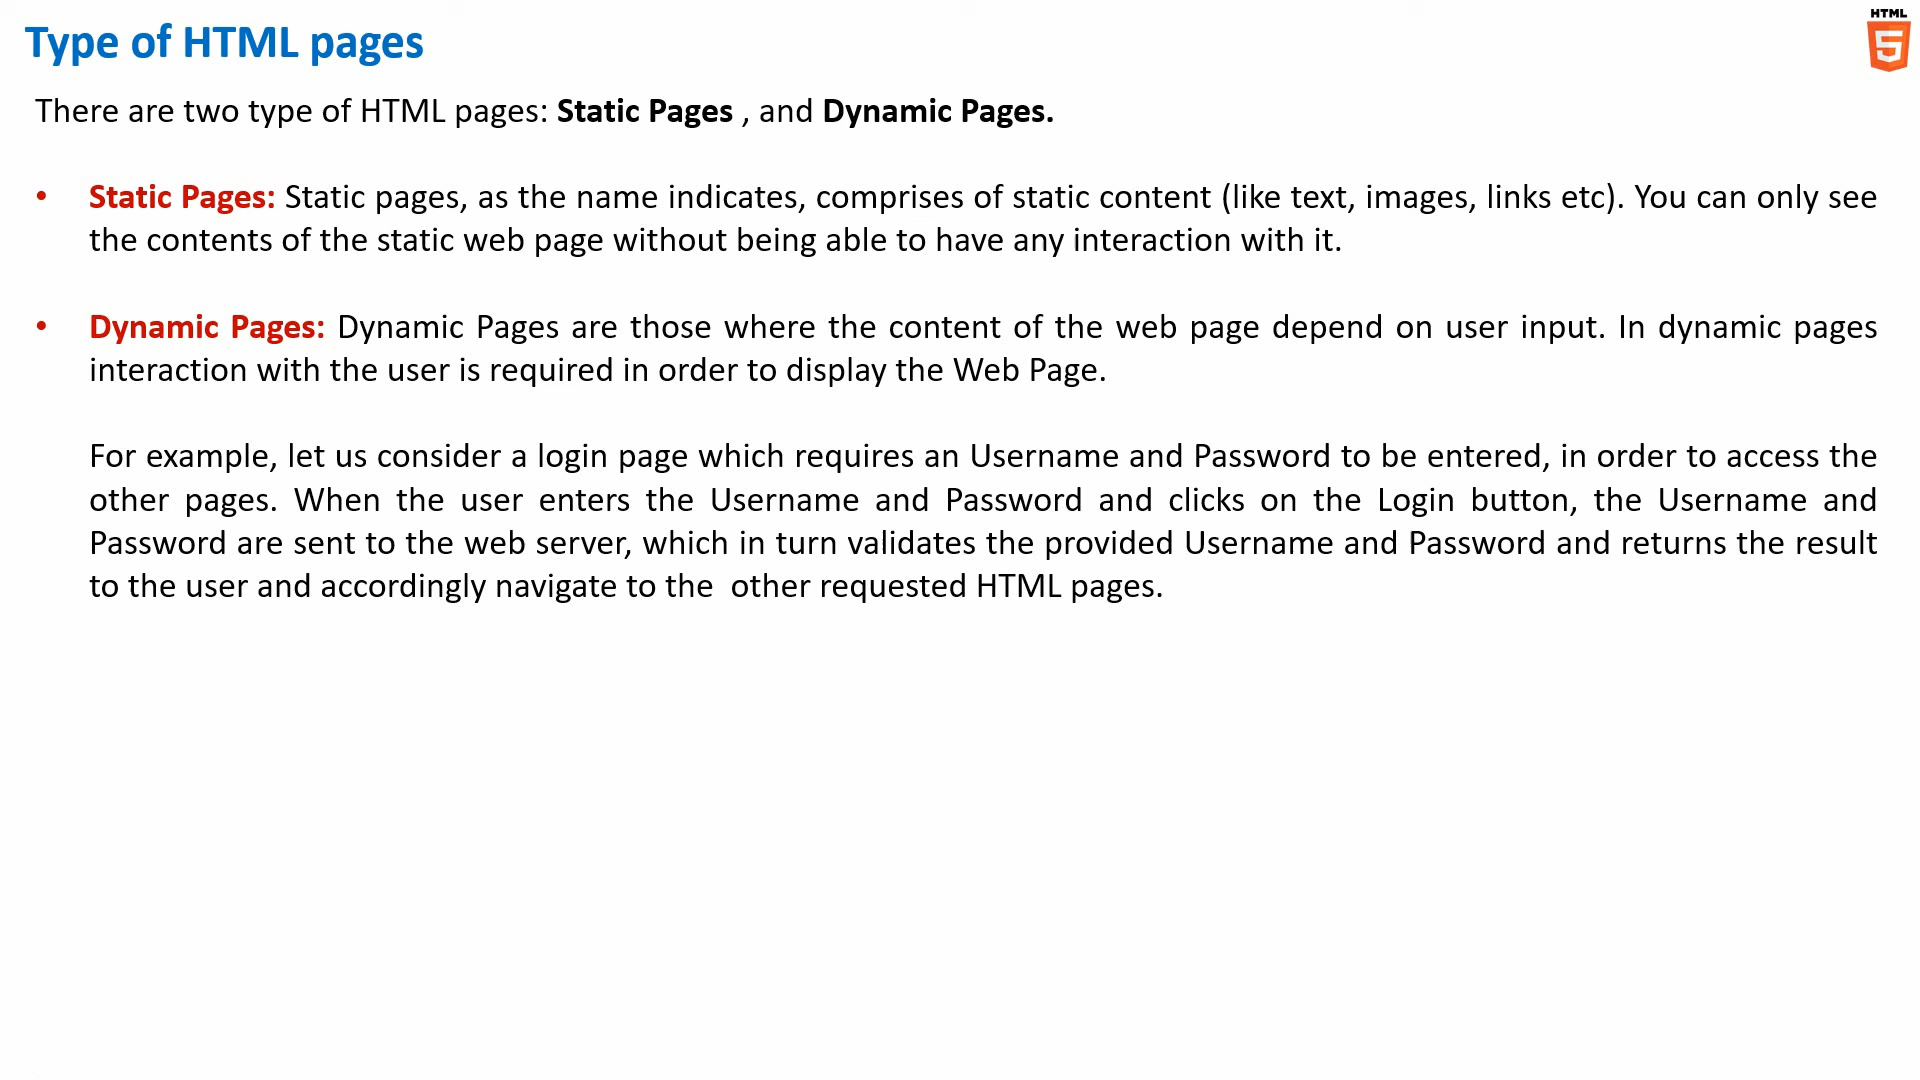 Type of HTML pages
HTML
5
There are two type of HTML pages: Static Pages , and Dynamic Pages.
• Static Pages: Static pages, as the name indicates, comprises of static content (like text, images, links etc). You can only see
the contents of the static web page without being able to have any interaction with it.
• Dynamic Pages: Dynamic Pages are those where the content of the web page depend on user input. In dynamic pages
interaction with the user is required in order to display the Web Page.
For example, let us consider a login page which requires an Username and Password to be entered, in order to access the
other pages. When the user enters the Username and Password and clicks on the Login button, the Username and
Password are sent to the web server, which in turn validates the provided Username and Password and returns the result
to the user and accordingly navigate to the  other requested HTML pages.